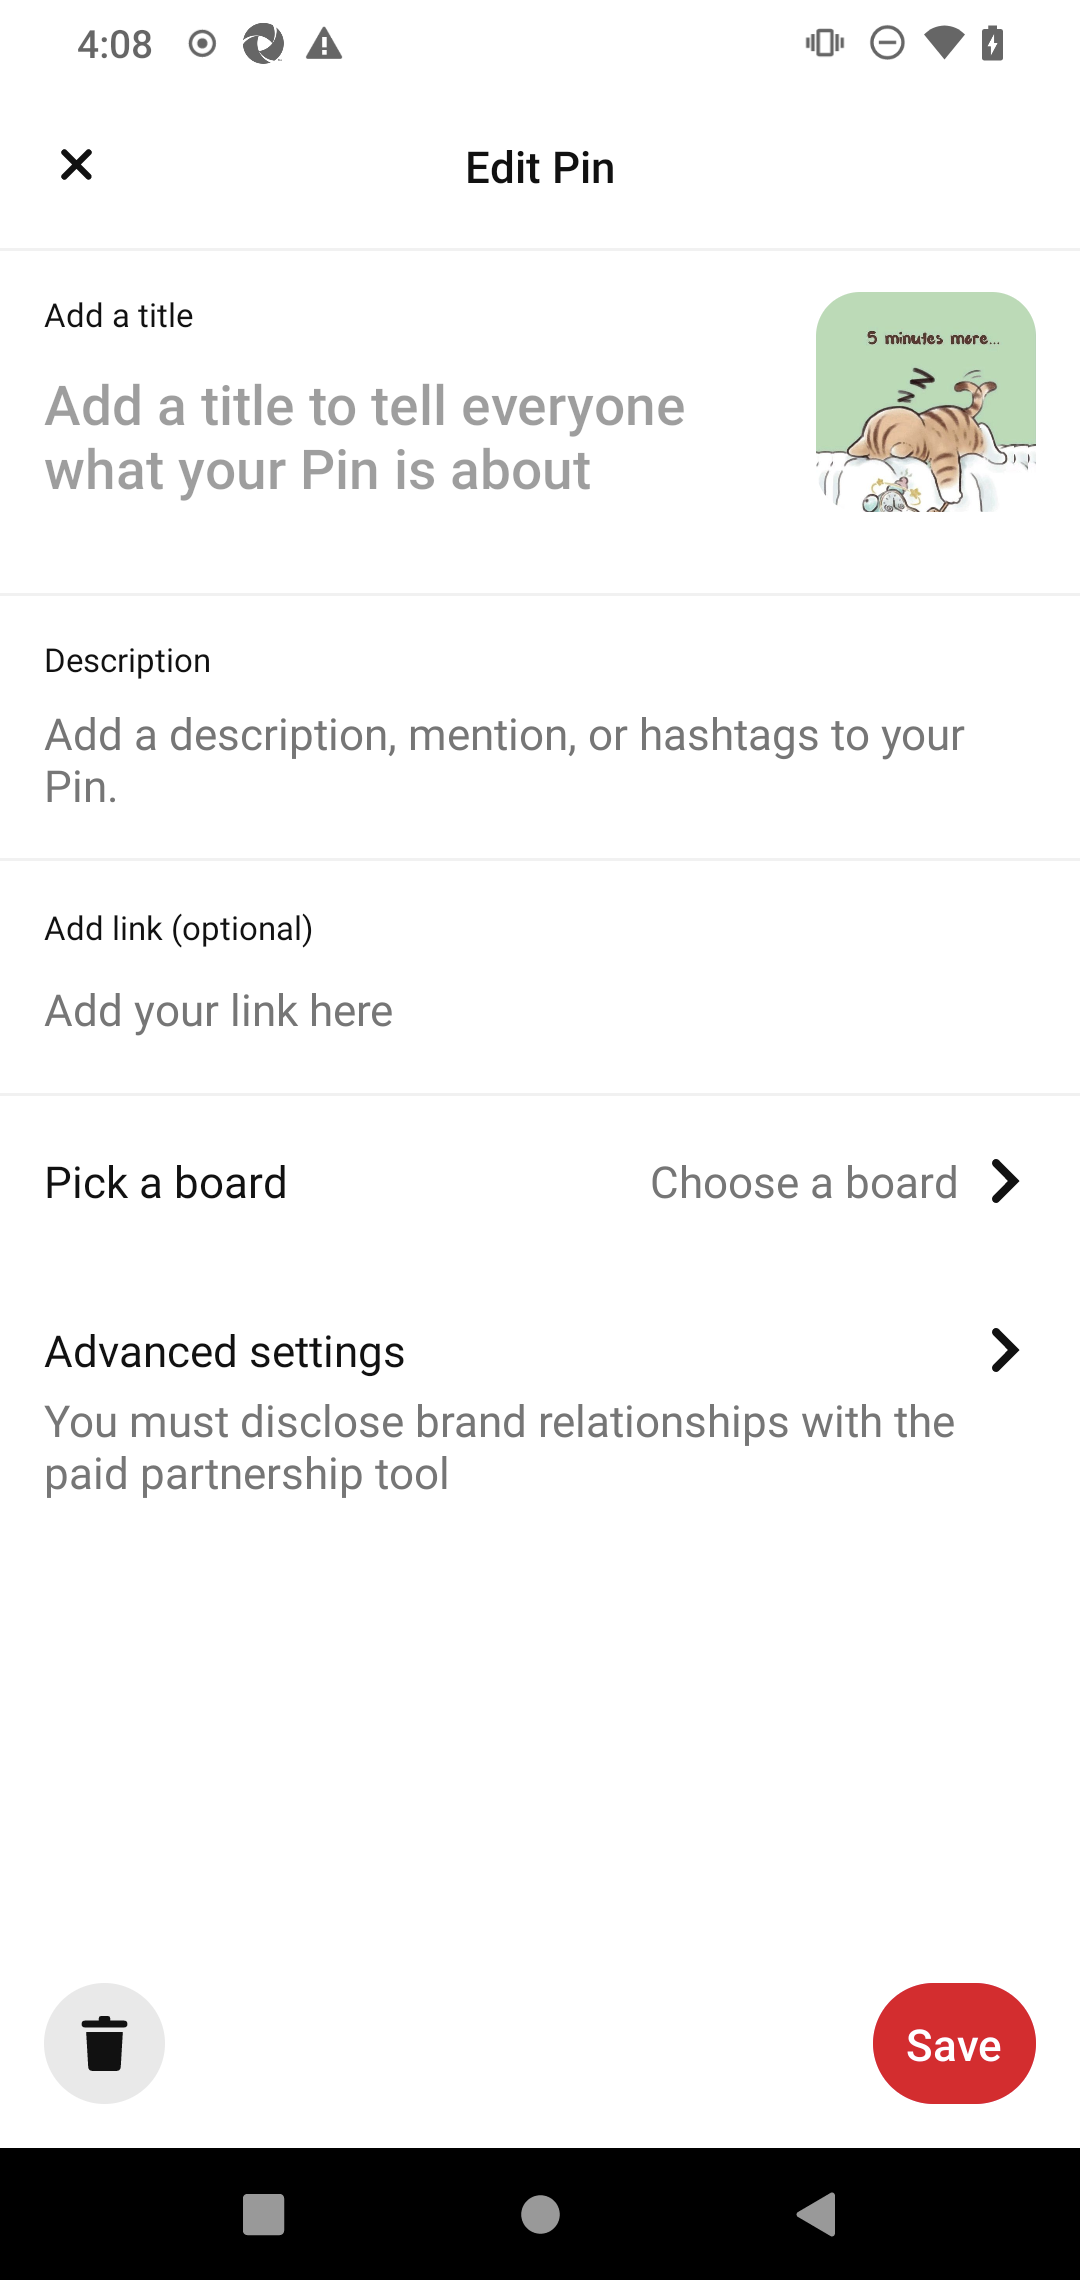 4:08
Edit Pin
Add a title
5 minutes more...
Add a title to tell everyone
what your Pin is about
Description
Add a description, mention, or hashtags to your
Pin.
Add link (optional)
Add your link here
Pick a board
Choose a board
Advanced settings
You must disclose brand relationships with the
paid partnership tool
Save